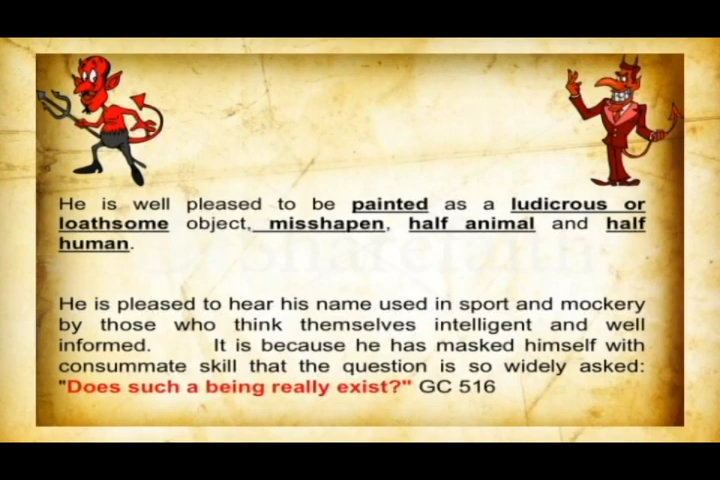 He is well pleased to be painted as a ludicrous or
loathsome object, misshapen, half animal and half
human.
He is pleased to hear his name used in sport and mockery
by those who think themselves intelligent and well
informed. It is because he has masked himself with
consummate skill that the question is so widely asked:
"Does such a being really exist?" GC 516